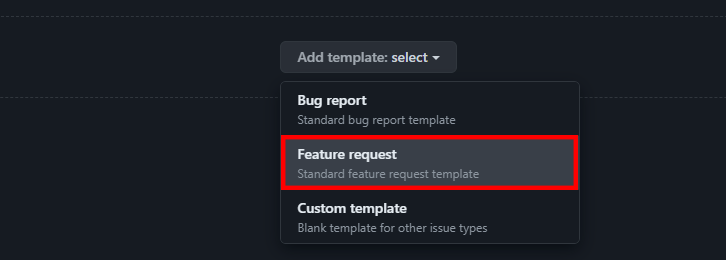 Add template: select
Bug report
Standard bug report template
Feature request
Standard feature request template
Custom template
Blank template for other issue types